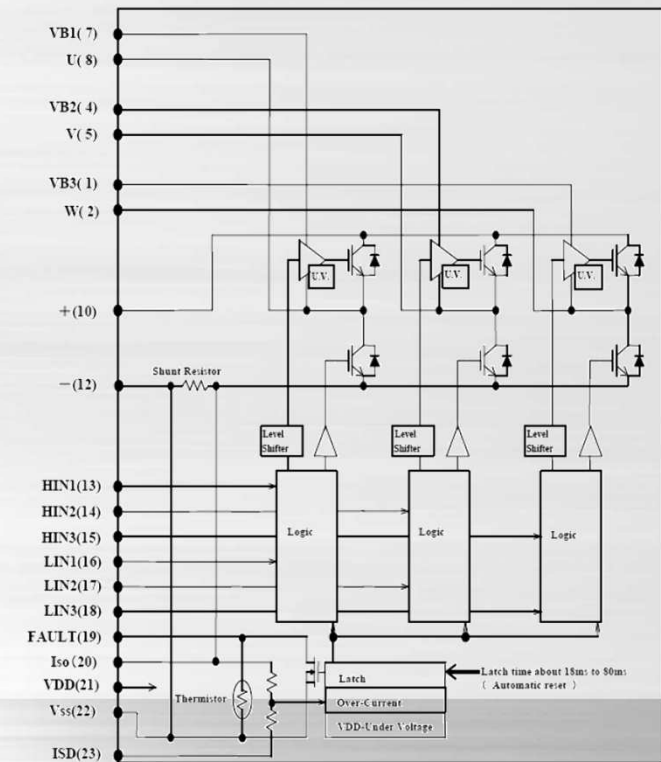 VB1(7)
U(8)
VB2(4)
V(5)
VB3(1)
W(2)
U.V.
U.V.
U.V.
+(10)
Shunt Resistor
−(12)
Level
Shifter
Level
Shifter
Level
Shifter
HIN1(13)
HIN2(14)
HIN3(15)
Logic
Logic
Logic
LIN1(16)
LIN2(17)
LIN3(18)
FAULT(19)
Iso(20)
Latch
Latch time about 18ms to 80ms
( Automatic reset )
VDD(21)
Thermistor
Over-Current
Vss(22)
VDD-Under Voltage
ISD(23)